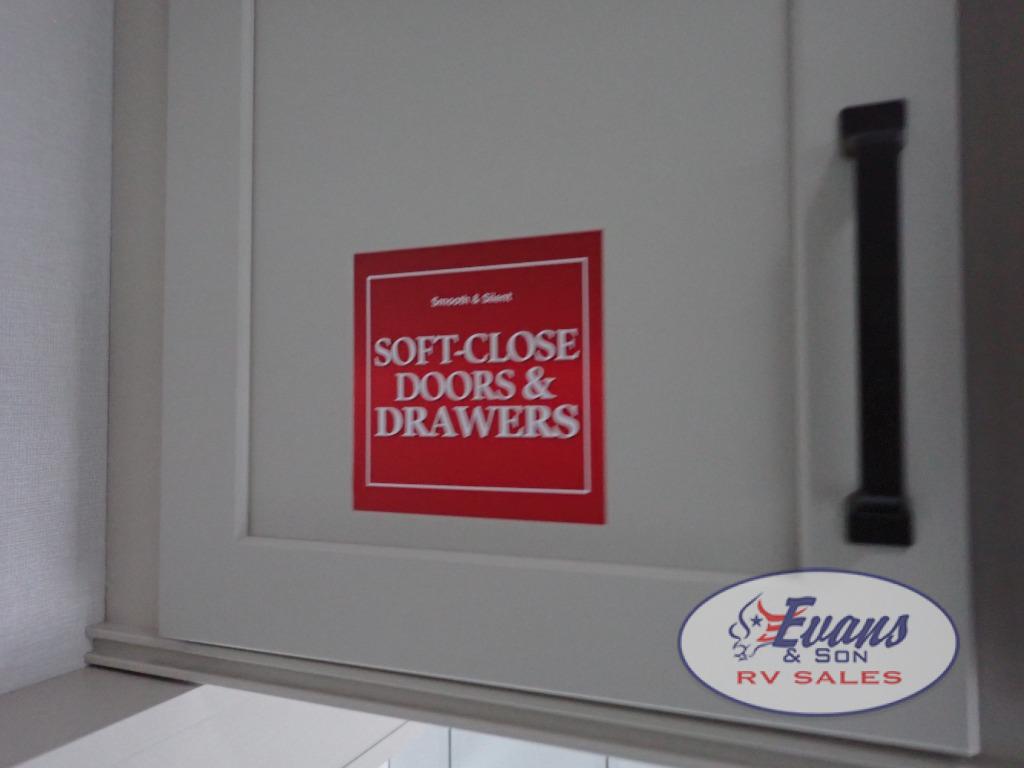 Smooth & Silent
SOFT-CLOSE
DOORS &
DRAWERS
Evans
& SON
RV SALES